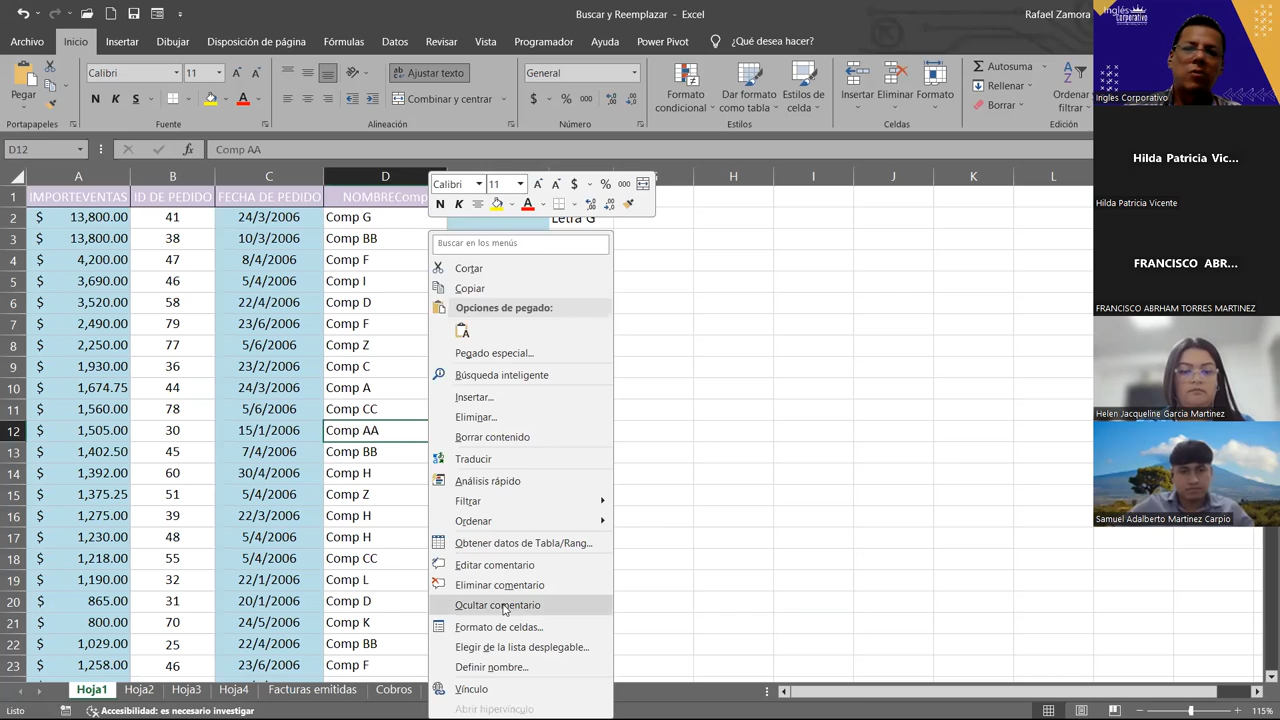 Buscar y Reemplazar - Excel
Rafael Zamora
Archivo Inicio Insertar Dibujar Disposición de página Fórmulas Datos Revisar Vista Programador Ayuda Power Pivot ¿Qué desea hacer?
Pegar
Calibri 11
N K S
Ajustar texto
Combinar y centrar
General
$ % 000
Formato condicional
Dar formato como tabla
Estilos de celda
Insertar Eliminar Formato
Autosuma
Rellenar
Borrar
Ordenar
filtrar
Portapapeles Fuente Alineación Número Estilos Celdas Edición
D12 fx Comp AA
A B C D H I J K L
1 IMPORTEVENTAS ID DE PEDIDO FECHA DE PEDIDO NOMBREComp
2 $ 13,800.00 41 24/3/2006 Comp G Letra G
3 $ 13,800.00 38 10/3/2006 Comp BB
4 $ 4,200.00 47 8/4/2006 Comp F
5 $ 3,690.00 46 5/4/2006 Comp I
6 $ 3,520.00 58 22/4/2006 Comp D
7 $ 2,490.00 79 23/6/2006 Comp F
8 $ 2,250.00 77 5/6/2006 Comp Z
9 $ 1,930.00 36 23/2/2006 Comp C
10 $ 1,674.75 44 24/3/2006 Comp A
11 $ 1,560.00 78 5/6/2006 Comp CC
12 $ 1,505.00 30 15/1/2006 Comp AA
13 $ 1,402.50 45 7/4/2006 Comp BB
14 $ 1,392.00 60 30/4/2006 Comp H
15 $ 1,375.25 51 5/4/2006 Comp Z
16 $ 1,275.00 39 22/3/2006 Comp H
17 $ 1,230.00 48 5/4/2006 Comp H
18 $ 1,218.00 55 5/4/2006 Comp CC
19 $ 1,190.00 32 22/1/2006 Comp L
20 $ 865.00 31 20/1/2006 Comp D
21 $ 800.00 70 24/5/2006 Comp K
22 $ 1,029.00 25 22/4/2006 Comp BB
23 $ 1,258.00 46 23/6/2006 Comp F
Calibri 11 $ % 000
N K A
Buscar en los menús
Cortar
Copiar
Opciones de pegado:
Pegado especial...
Búsqueda inteligente
Insertar...
Eliminar...
Borrar contenido
Traducir
Análisis rápido
Filtrar
Ordenar
Obtener datos de Tabla/Rang...
Editar comentario
Eliminar comentario
Ocultar comentario
Formato de celdas...
Elegir de la lista desplegable...
Definir nombre...
Vínculo
Abrir hipervínculo
Hoja1 Hoja2 Hoja3 Hoja4 Facturas emitidas Cobros
Listo Accesibilidad: es necesario investigar 115%
Inglés
Corporativo
Ingles Corporativo
Hilda Patricia Vic...
Hilda Patricia Vicente
FRANCISCO ABR...
FRANCISCO ABRHAM TORRES MARTINEZ
Helen Jacqueline Garcia Martinez
Samuel Adalberto Martinez Carpio